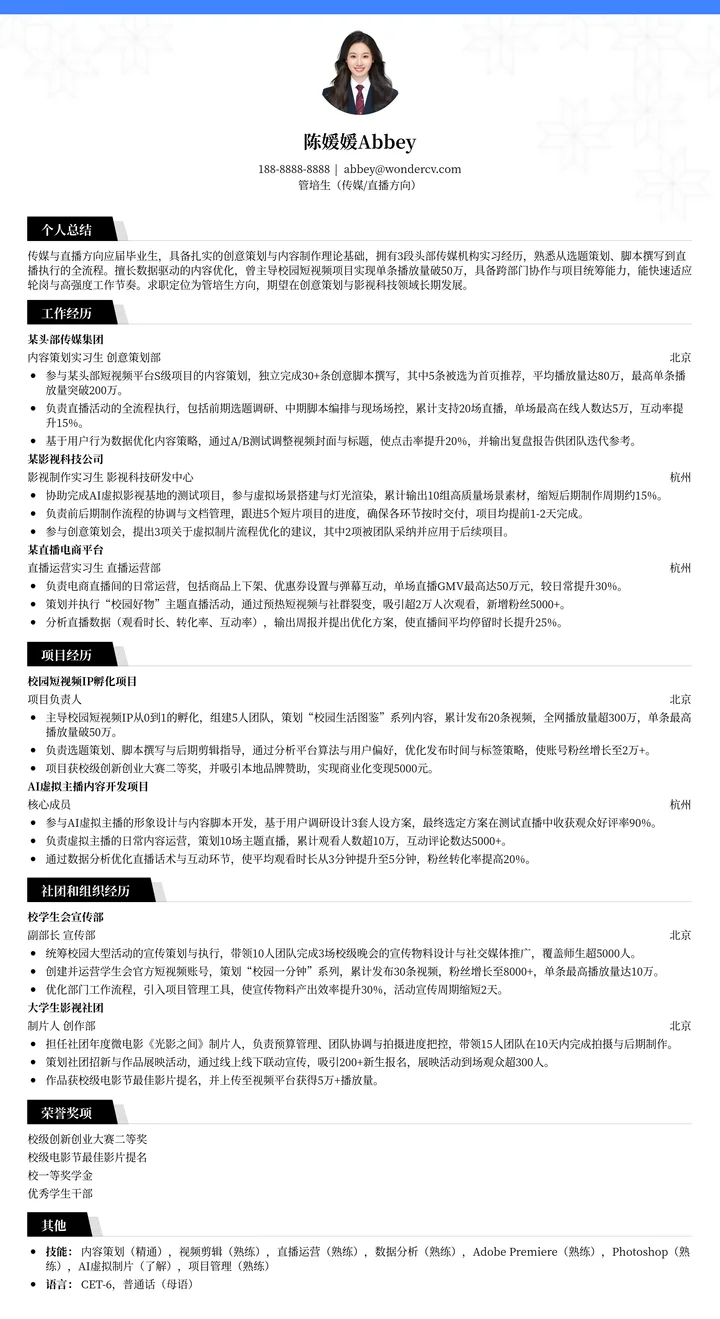 陈媛媛Abbey
188-8888-8888 | abbey@wondercv.com
管培生（传媒/直播方向）
个人总结
传媒与直播方向应届毕业生，具备扎实的创意策划与内容制作理论基础，拥有3段头部传媒机构实习经历，熟悉从选题策划、脚本撰写到直
播执行的全流程。擅长数据驱动的内容优化，曾主导校园短视频项目实现单条播放量破50万，具备跨部门协作与项目统筹能力，能快速适应
轮岗与高强度工作节奏。求职定位为管培生方向，期望在创意策划与影视科技领域长期发展。
工作经历
某头部传媒集团
内容策划实习生 创意策划部 北京
• 参与某头部短视频平台S级项目的内容策划，独立完成30+条创意脚本撰写，其中5条被选为首页推荐，平均播放量达80万，最高单条播
放量突破200万。
• 负责直播活动的全流程执行，包括前期选题调研、中期脚本编排与现场场控，累计支持20场直播，单场最高在线人数达5万，互动率提
升15%。
• 基于用户行为数据优化内容策略，通过A/B测试调整视频封面与标题，使点击率提升20%，并输出复盘报告供团队迭代参考。
某影视科技公司
影视制作实习生 影视科技研发中心 杭州
• 协助完成AI虚拟影视基地的测试项目，参与虚拟场景搭建与灯光渲染，累计输出10组高质量场景素材，缩短后期制作周期约15%。
• 负责前后期制作流程的协调与文档管理，跟进5个短片项目的进度，确保各环节按时交付，项目均提前1-2天完成。
• 参与创意策划会，提出3项关于虚拟制片流程优化的建议，其中2项被团队采纳并应用于后续项目。
某直播电商平台
直播运营实习生 直播运营部 杭州
• 负责电商直播间的日常运营，包括商品上下架、优惠券设置与弹幕互动，单场直播GMV最高达50万元，较日常提升30%。
• 策划并执行“校园好物”主题直播活动，通过预热短视频与社群裂变，吸引超2万人次观看，新增粉丝5000+。
• 分析直播数据（观看时长、转化率、互动率），输出周报并提出优化方案，使直播间平均停留时长提升25%。
项目经历
校园短视频IP孵化项目
项目负责人 北京
• 主导校园短视频IP从0到1的孵化，组建5人团队，策划“校园生活图鉴”系列内容，累计发布20条视频，全网播放量超300万，单条最高
播放量破50万。
• 负责选题策划、脚本撰写与后期剪辑指导，通过分析平台算法与用户偏好，优化发布时间与标签策略，使账号粉丝增长至2万+。
• 项目获校级创新创业大赛二等奖，并吸引本地品牌赞助，实现商业化变现5000元。
AI虚拟主播内容开发项目
核心成员 杭州
• 参与AI虚拟主播的形象设计与内容脚本开发，基于用户调研设计3套人设方案，最终选定方案在测试直播中收获观众好评率90%。
• 负责虚拟主播的日常内容运营，策划10场主题直播，累计观看人数超10万，互动评论数达5000+。
• 通过数据分析优化直播话术与互动环节，使平均观看时长从3分钟提升至5分钟，粉丝转化率提高20%。
社团和组织经历
校学生会宣传部
副部长 宣传部 北京
• 统筹校园大型活动的宣传策划与执行，带领10人团队完成3场校级晚会的宣传物料设计与社交媒体推广，覆盖师生超5000人。
• 创建并运营学生会官方短视频账号，策划“校园一分钟”系列，累计发布30条视频，粉丝增长至8000+，单条最高播放量达10万。
• 优化部门工作流程，引入项目管理工具，使宣传物料产出效率提升30%，活动宣传周期缩短2天。
大学生影视社团
制片人 创作部 北京
• 担任社团年度微电影《光影之间》制片人，负责预算管理、团队协调与拍摄进度把控，带领15人团队在10天内完成拍摄与后期制作。
• 策划社团招新与作品展映活动，通过线上线下联动宣传，吸引200+新生报名，展映活动到场观众超300人。
• 作品获校级电影节最佳影片提名，并上传至视频平台获得5万+播放量。
荣誉奖项
校级创新创业大赛二等奖
校级电影节最佳影片提名
校一等奖学金
优秀学生干部
其他
• 技能： 内容策划（精通），视频剪辑（熟练），直播运营（熟练），数据分析（熟练），Adobe Premiere（熟练），Photoshop（熟
练），AI虚拟制片（了解），项目管理（熟练）
• 语言： CET-6，普通话（母语）